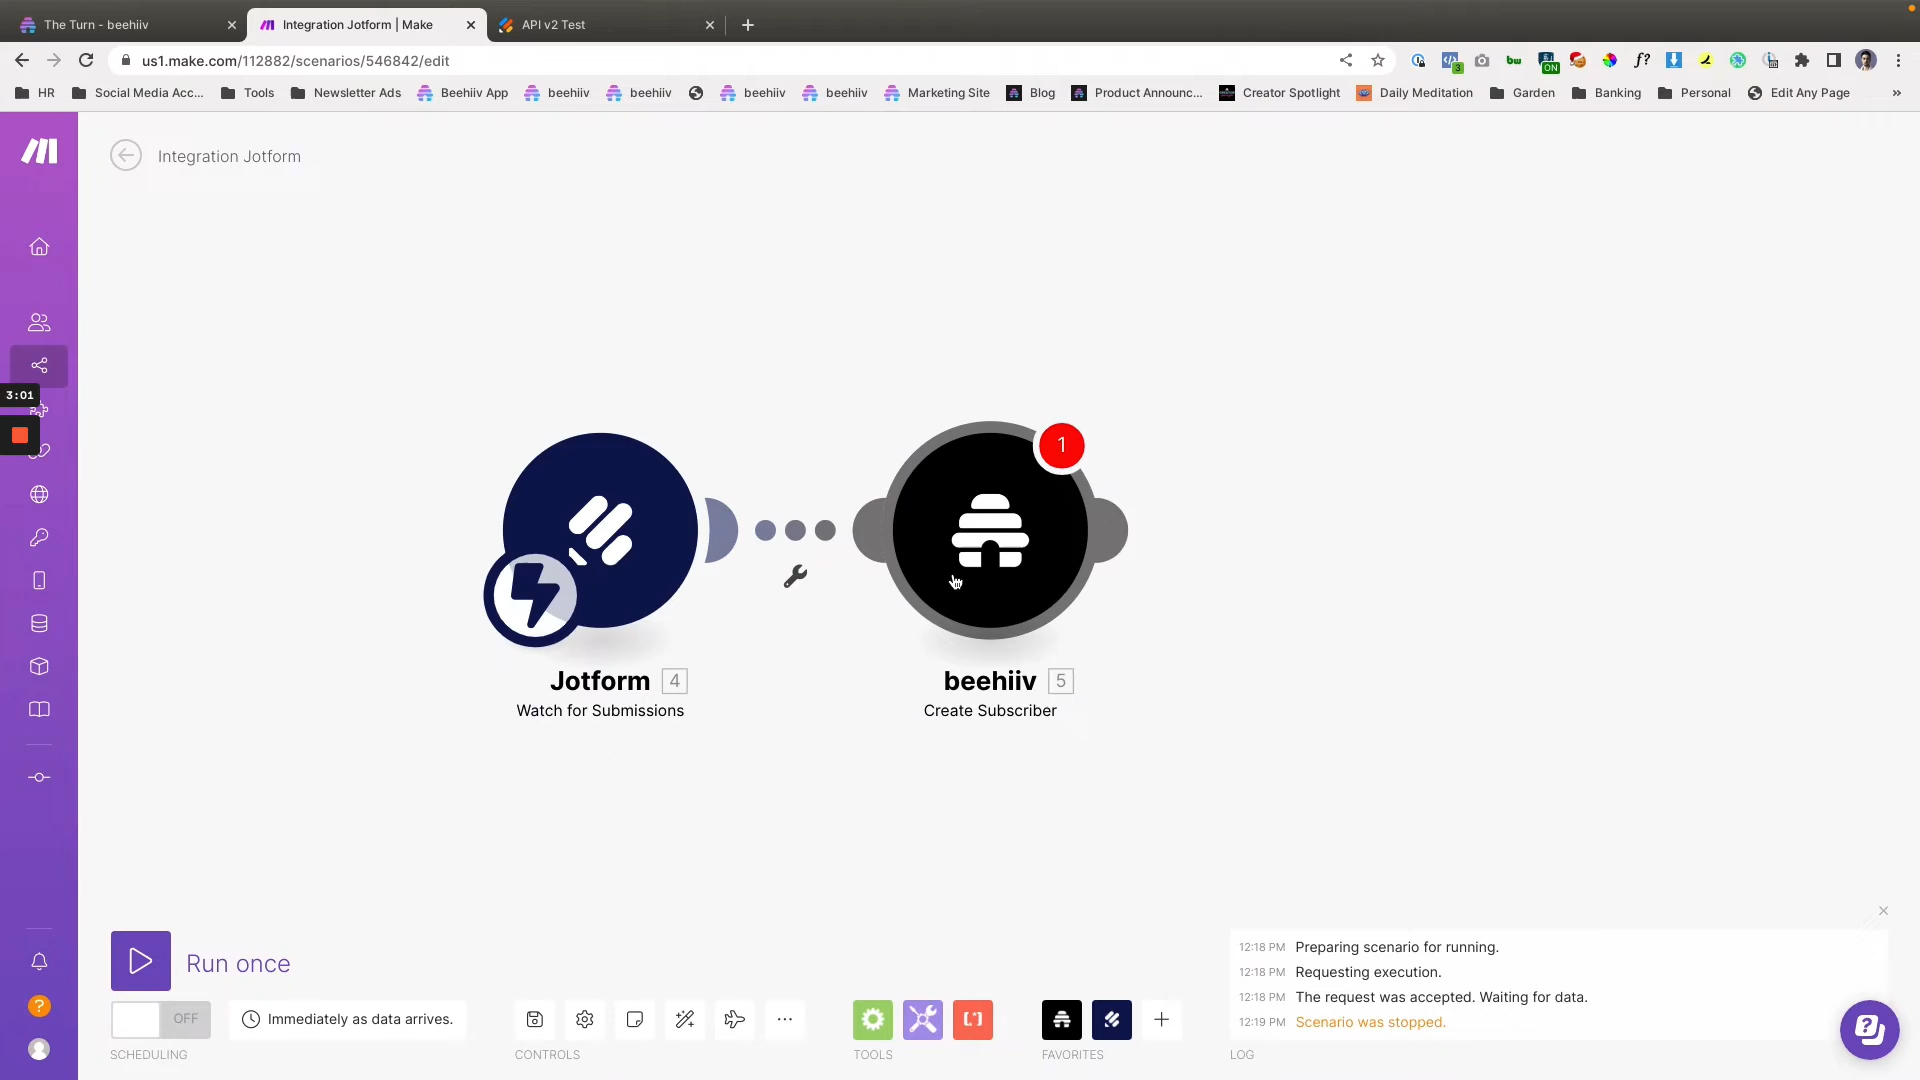 The Turn - beehiiv
Integration Jotform | Make
API v2 Test
us1.make.com/112882/scenarios/546842/edit
3
ON
f?
HR
Social Media Acc...
Tools
Newsletter Ads
Beehiiv App
beehiiv
beehiiv
beehiiv
beehiiv
Marketing Site
Blog
Product Announc...
Creator Spotlight
Daily Meditation
Garden
Banking
Personal
Edit Any Page
»
Integration Jotform
3:01
1
Jotform 4
Watch for Submissions
beehiiv 5
Create Subscriber
Run once
OFF
Immediately as data arrives.
SCHEDULING
CONTROLS
TOOLS
FAVORITES
12:18 PM Preparing scenario for running.
12:18 PM Requesting execution.
12:18 PM The request was accepted. Waiting for data.
12:19 PM Scenario was stopped.
LOG